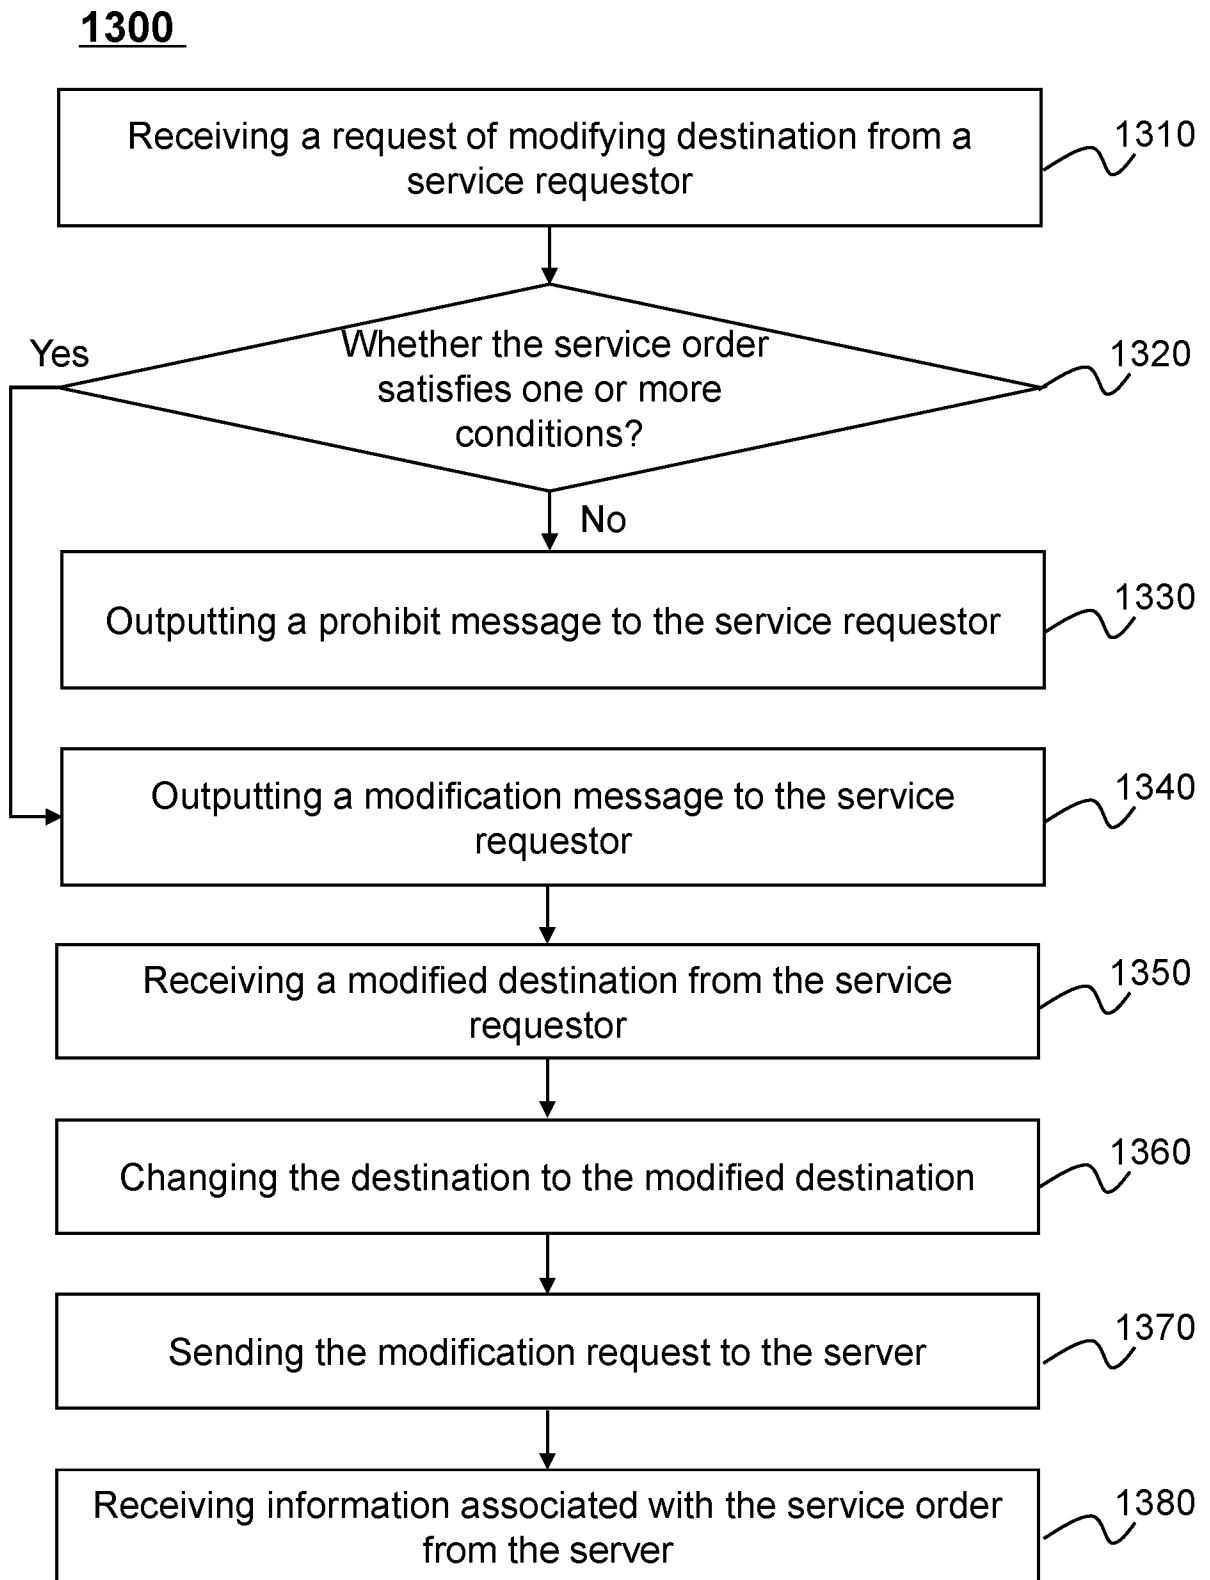 1300
Receiving a request of modifying destination from a
service requestor
1310
Yes
Whether the service order
satisfies one or more
conditions?
1320
No
Outputting a prohibit message to the service requestor
1330
Outputting a modification message to the service
requestor
1340
Receiving a modified destination from the service
requestor
1350
Changing the destination to the modified destination
1360
Sending the modification request to the server
1370
Receiving information associated with the service order
from the server
1380